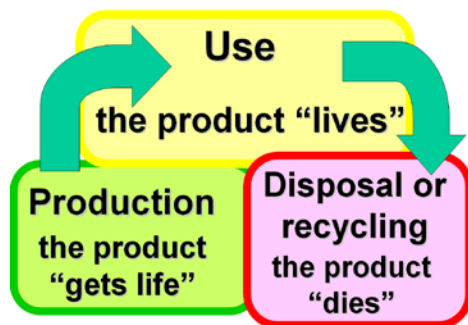 Use
the product “lives”
Production
the product
“gets life”
Disposal or
recycling
the product
“dies”